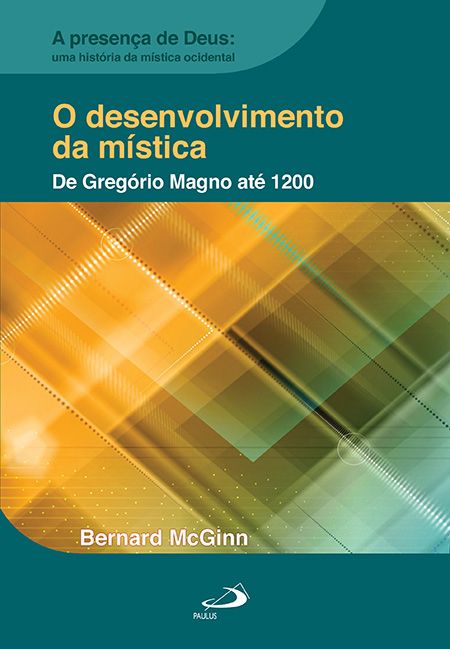 A presença de Deus:
uma história da mística ocidental
O desenvolvimento
da mística
De Gregório Magno até 1200
Bernard McGinn
PAULUS